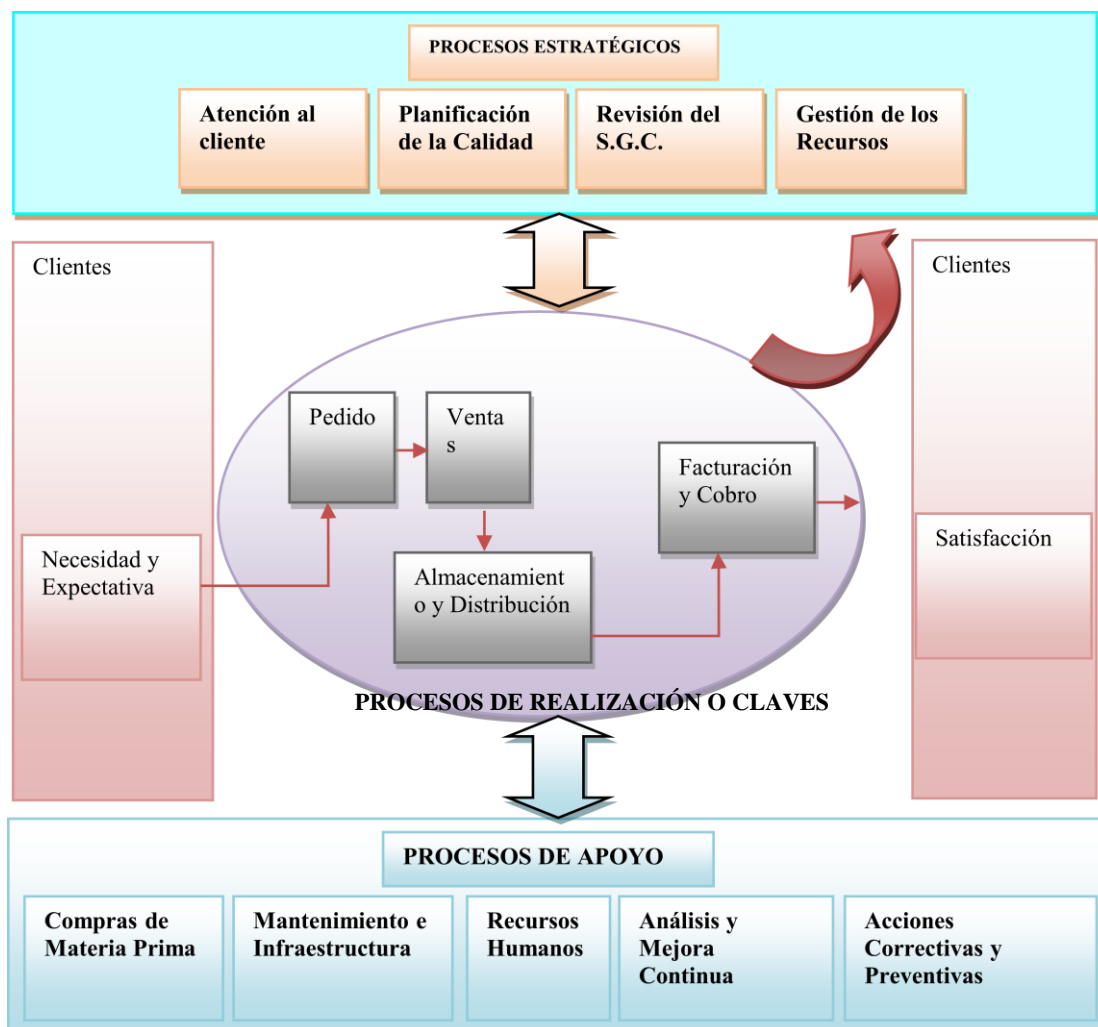 PROCESOS ESTRATÉGICOS
Atención al
cliente
Planificación
de la Calidad
Revisión del
S.G.C.
Gestión de los
Recursos
Clientes
Necesidad y
Expectativa
Pedido
Venta
s
Almacenamient
o y Distribución
Facturación
y Cobro
PROCESOS DE REALIZACIÓN O CLAVES
Clientes
Satisfacción
PROCESOS DE APOYO
Compras de
Materia Prima
Mantenimiento e
Infraestructura
Recursos
Humanos
Análisis y
Mejora
Continua
Acciones
Correctivas y
Preventivas